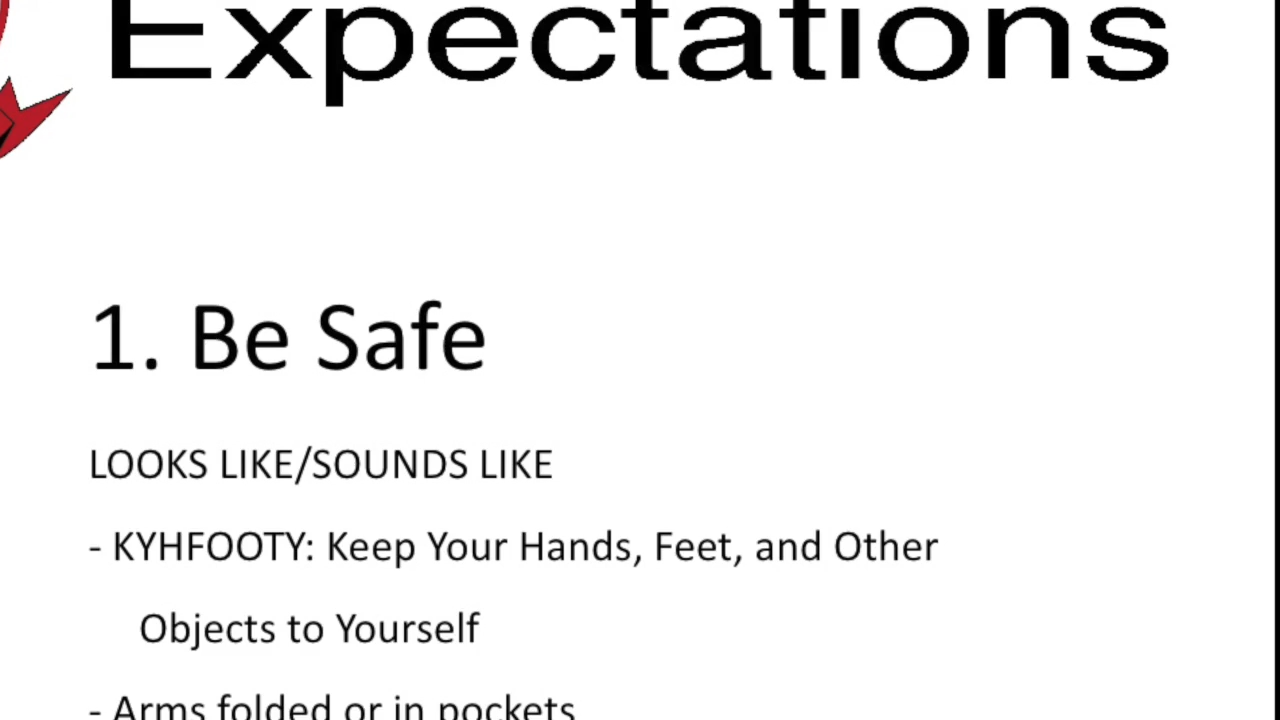 Expectations
1. Be Safe
LOOKS LIKE/SOUNDS LIKE
- KYHFOOTY: Keep Your Hands, Feet, and Other
Objects to Yourself
- Arms folded or in pockets